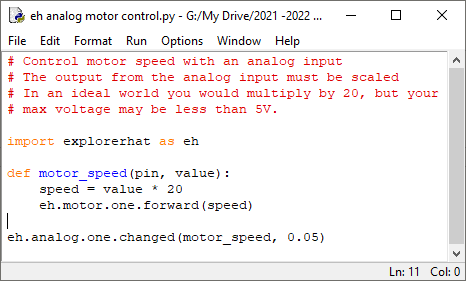 eh analog motor control.py - G:/My Drive/2021 -2022 ...
File Edit Format Run Options Window Help
# Control motor speed with an analog input
# The output from the analog input must be scaled
# In an ideal world you would multiply by 20, but your
# max voltage may be less than 5V.
import explorerhat as eh
def motor_speed(pin, value):
    speed = value * 20
    eh.motor.one.forward(speed)
eh.analog.one.changed(motor_speed, 0.05)
Ln: 11 Col: 0